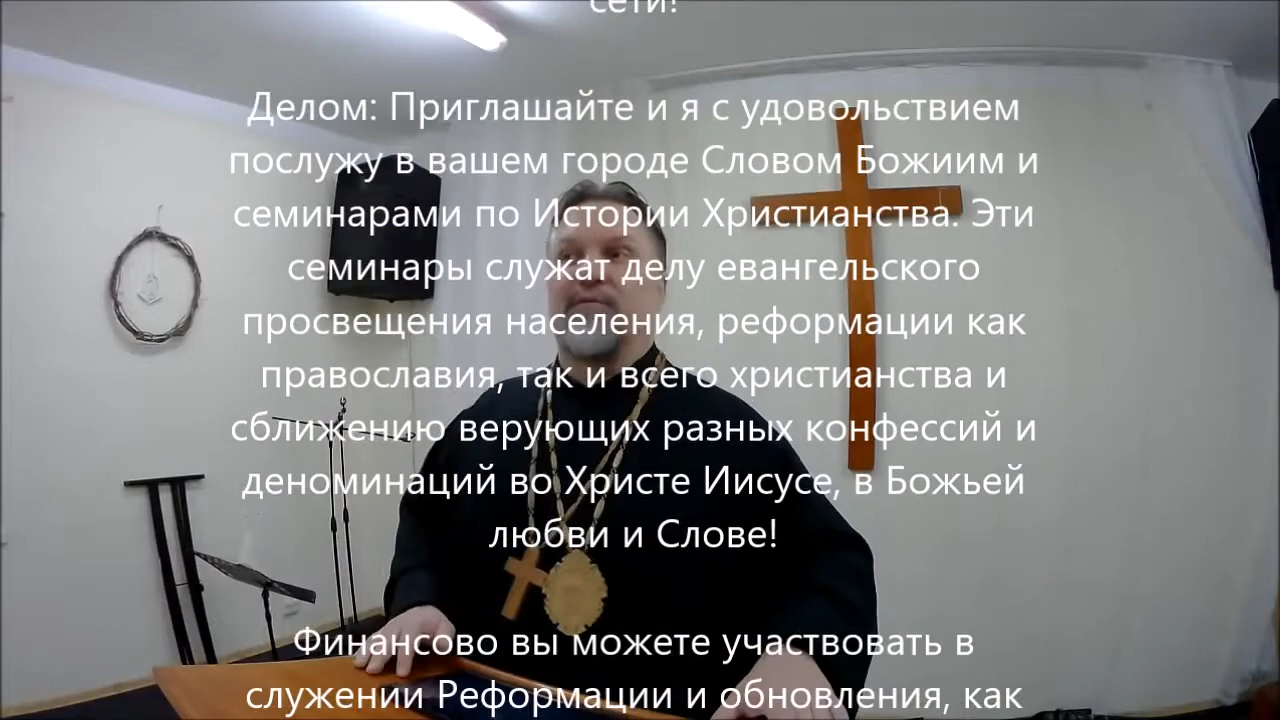 сети!
Делом: Приглашайте и я с удовольствием
послужу в вашем городе Словом Божиим и
семинарами по Истории Христианства. Эти
семинары служат делу евангельского
просвещения населения, реформации как
православия, так и всего христианства и
сближению верующих разных конфессий и
деноминаций во Христе Иисусе, в Божьей
любви и Слове!
Финансово вы можете участвовать в
служении Реформации и обновления, как